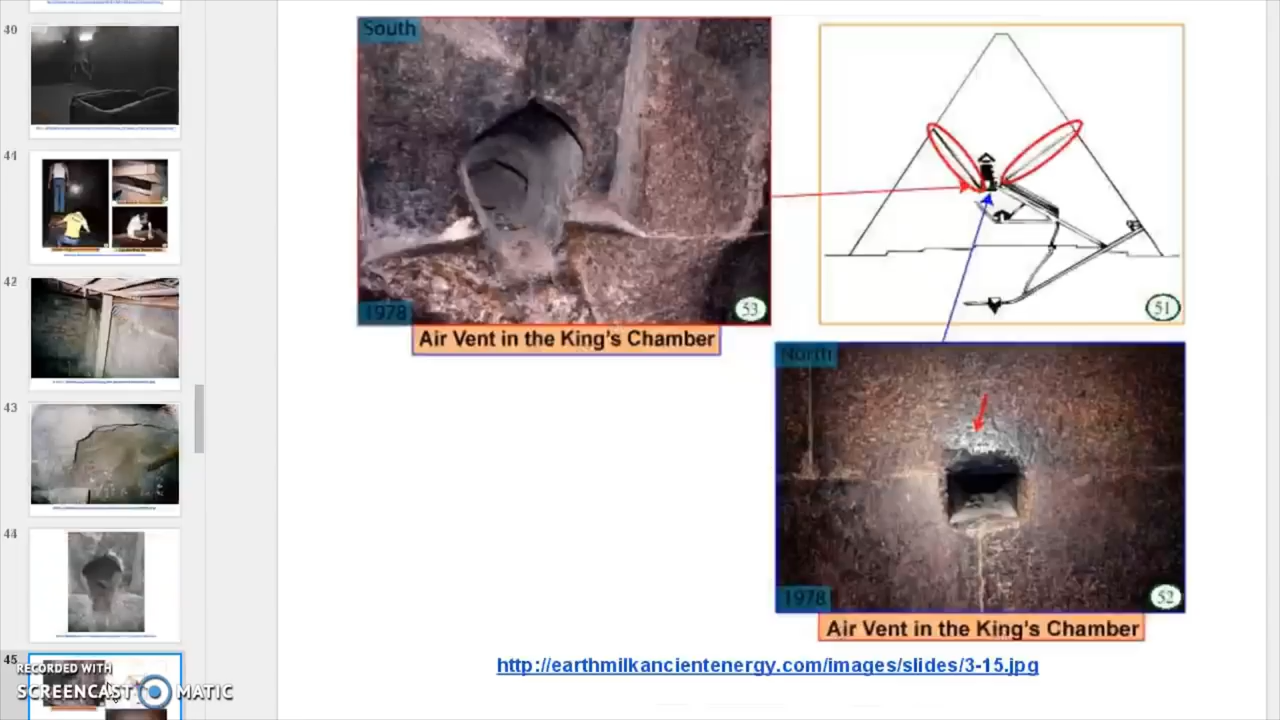 40
South
1978
53
Air Vent in the King's Chamber
51
41
42
North
1978
52
Air Vent in the King's Chamber
43
44
http://earthmilkancientenergy.com/images/slides/3-15.jpg
45
RECORDED WITH
SCREENCAST MATIC